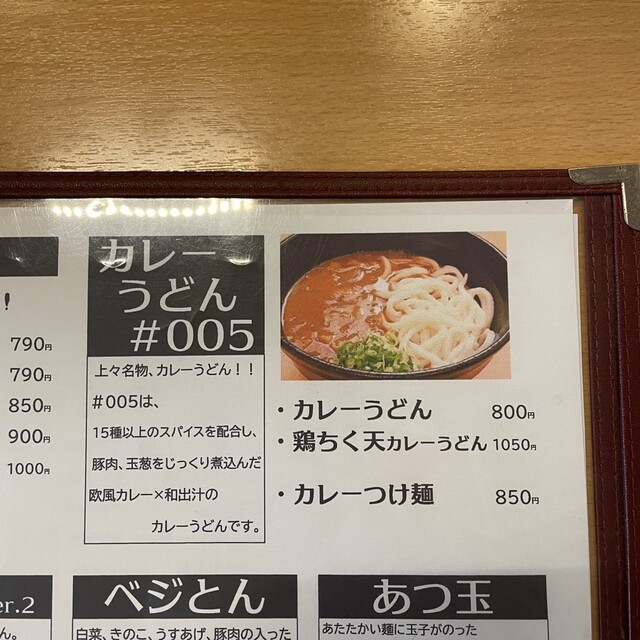 !
790円
790円
850円
900円
1000円
カレー
うどん
#005
上々名物、カレーうどん!!
#005は、
15種以上のスパイスを配合し、
豚肉、玉葱をじっくり煮込んだ
欧風カレー×和出汁の
カレーうどんです。
・カレーうどん 800円
・鶏ちく天カレーうどん 1050円
・カレーつけ麺 850円
er.2
ん。
ベジとん
白菜、きのこ、うすあげ、豚肉の入った
あつ玉
あたたかい麺に玉子がのった